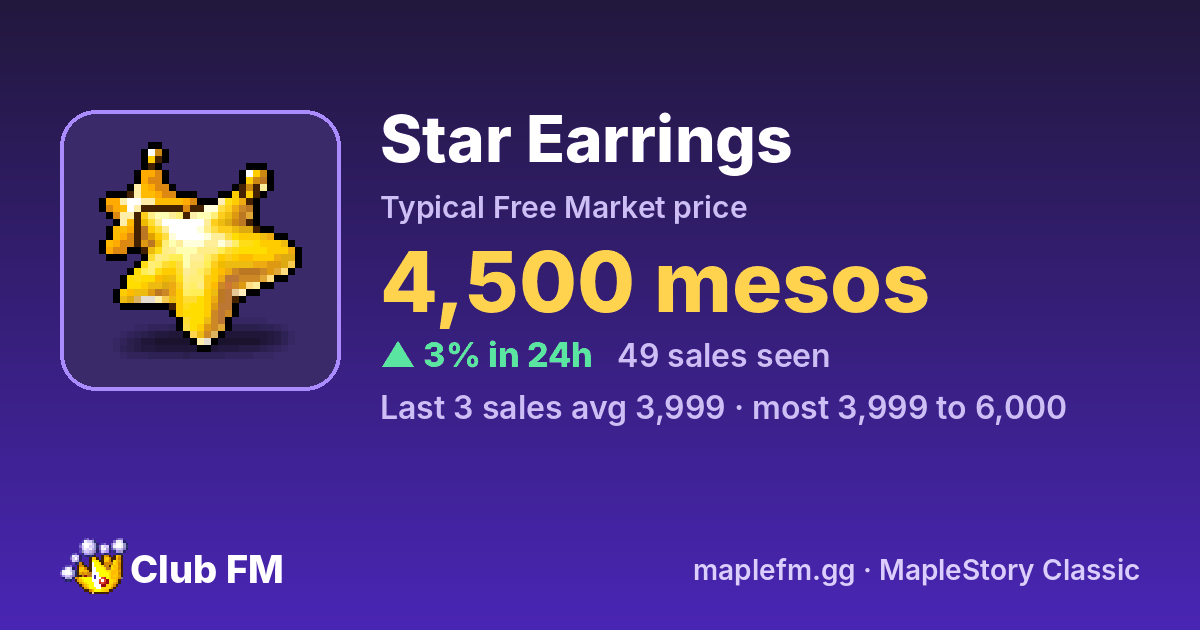 Star Earrings
Typical Free Market price
4,500 mesos
▲ 3% in 24h 49 sales seen
Last 3 sales avg 3,999 · most 3,999 to 6,000
Club FM
maplefm.gg · MapleStory Classic